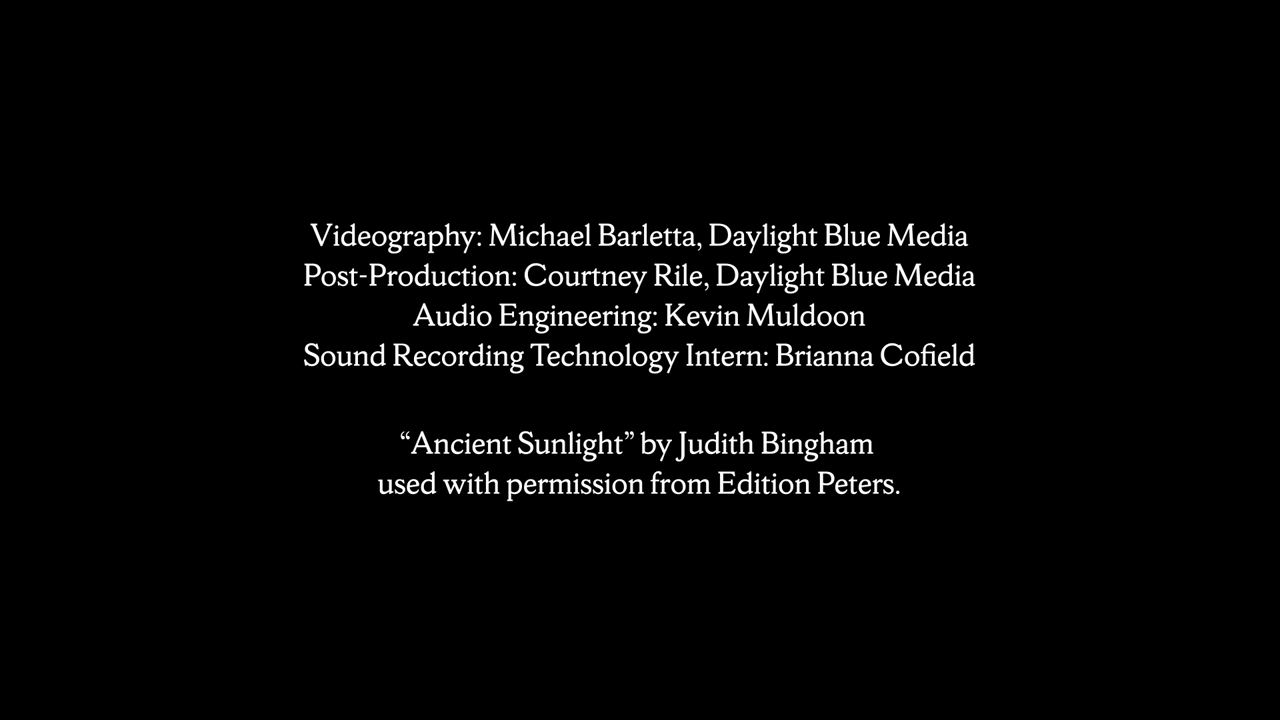 Videography: Michael Barletta, Daylight Blue Media
Post-Production: Courtney Rile, Daylight Blue Media
Audio Engineering: Kevin Muldoon
Sound Recording Technology Intern: Brianna Cofield
“Ancient Sunlight” by Judith Bingham
used with permission from Edition Peters.